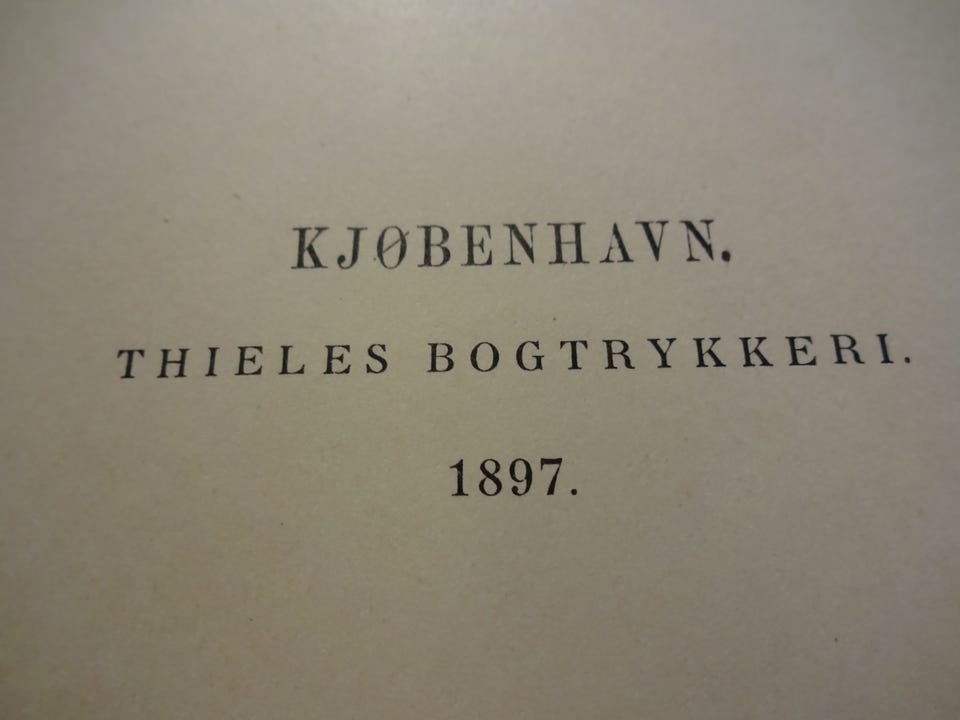 KJØBENHAVN.
THIELES BOGTRYKKERI.
1897.